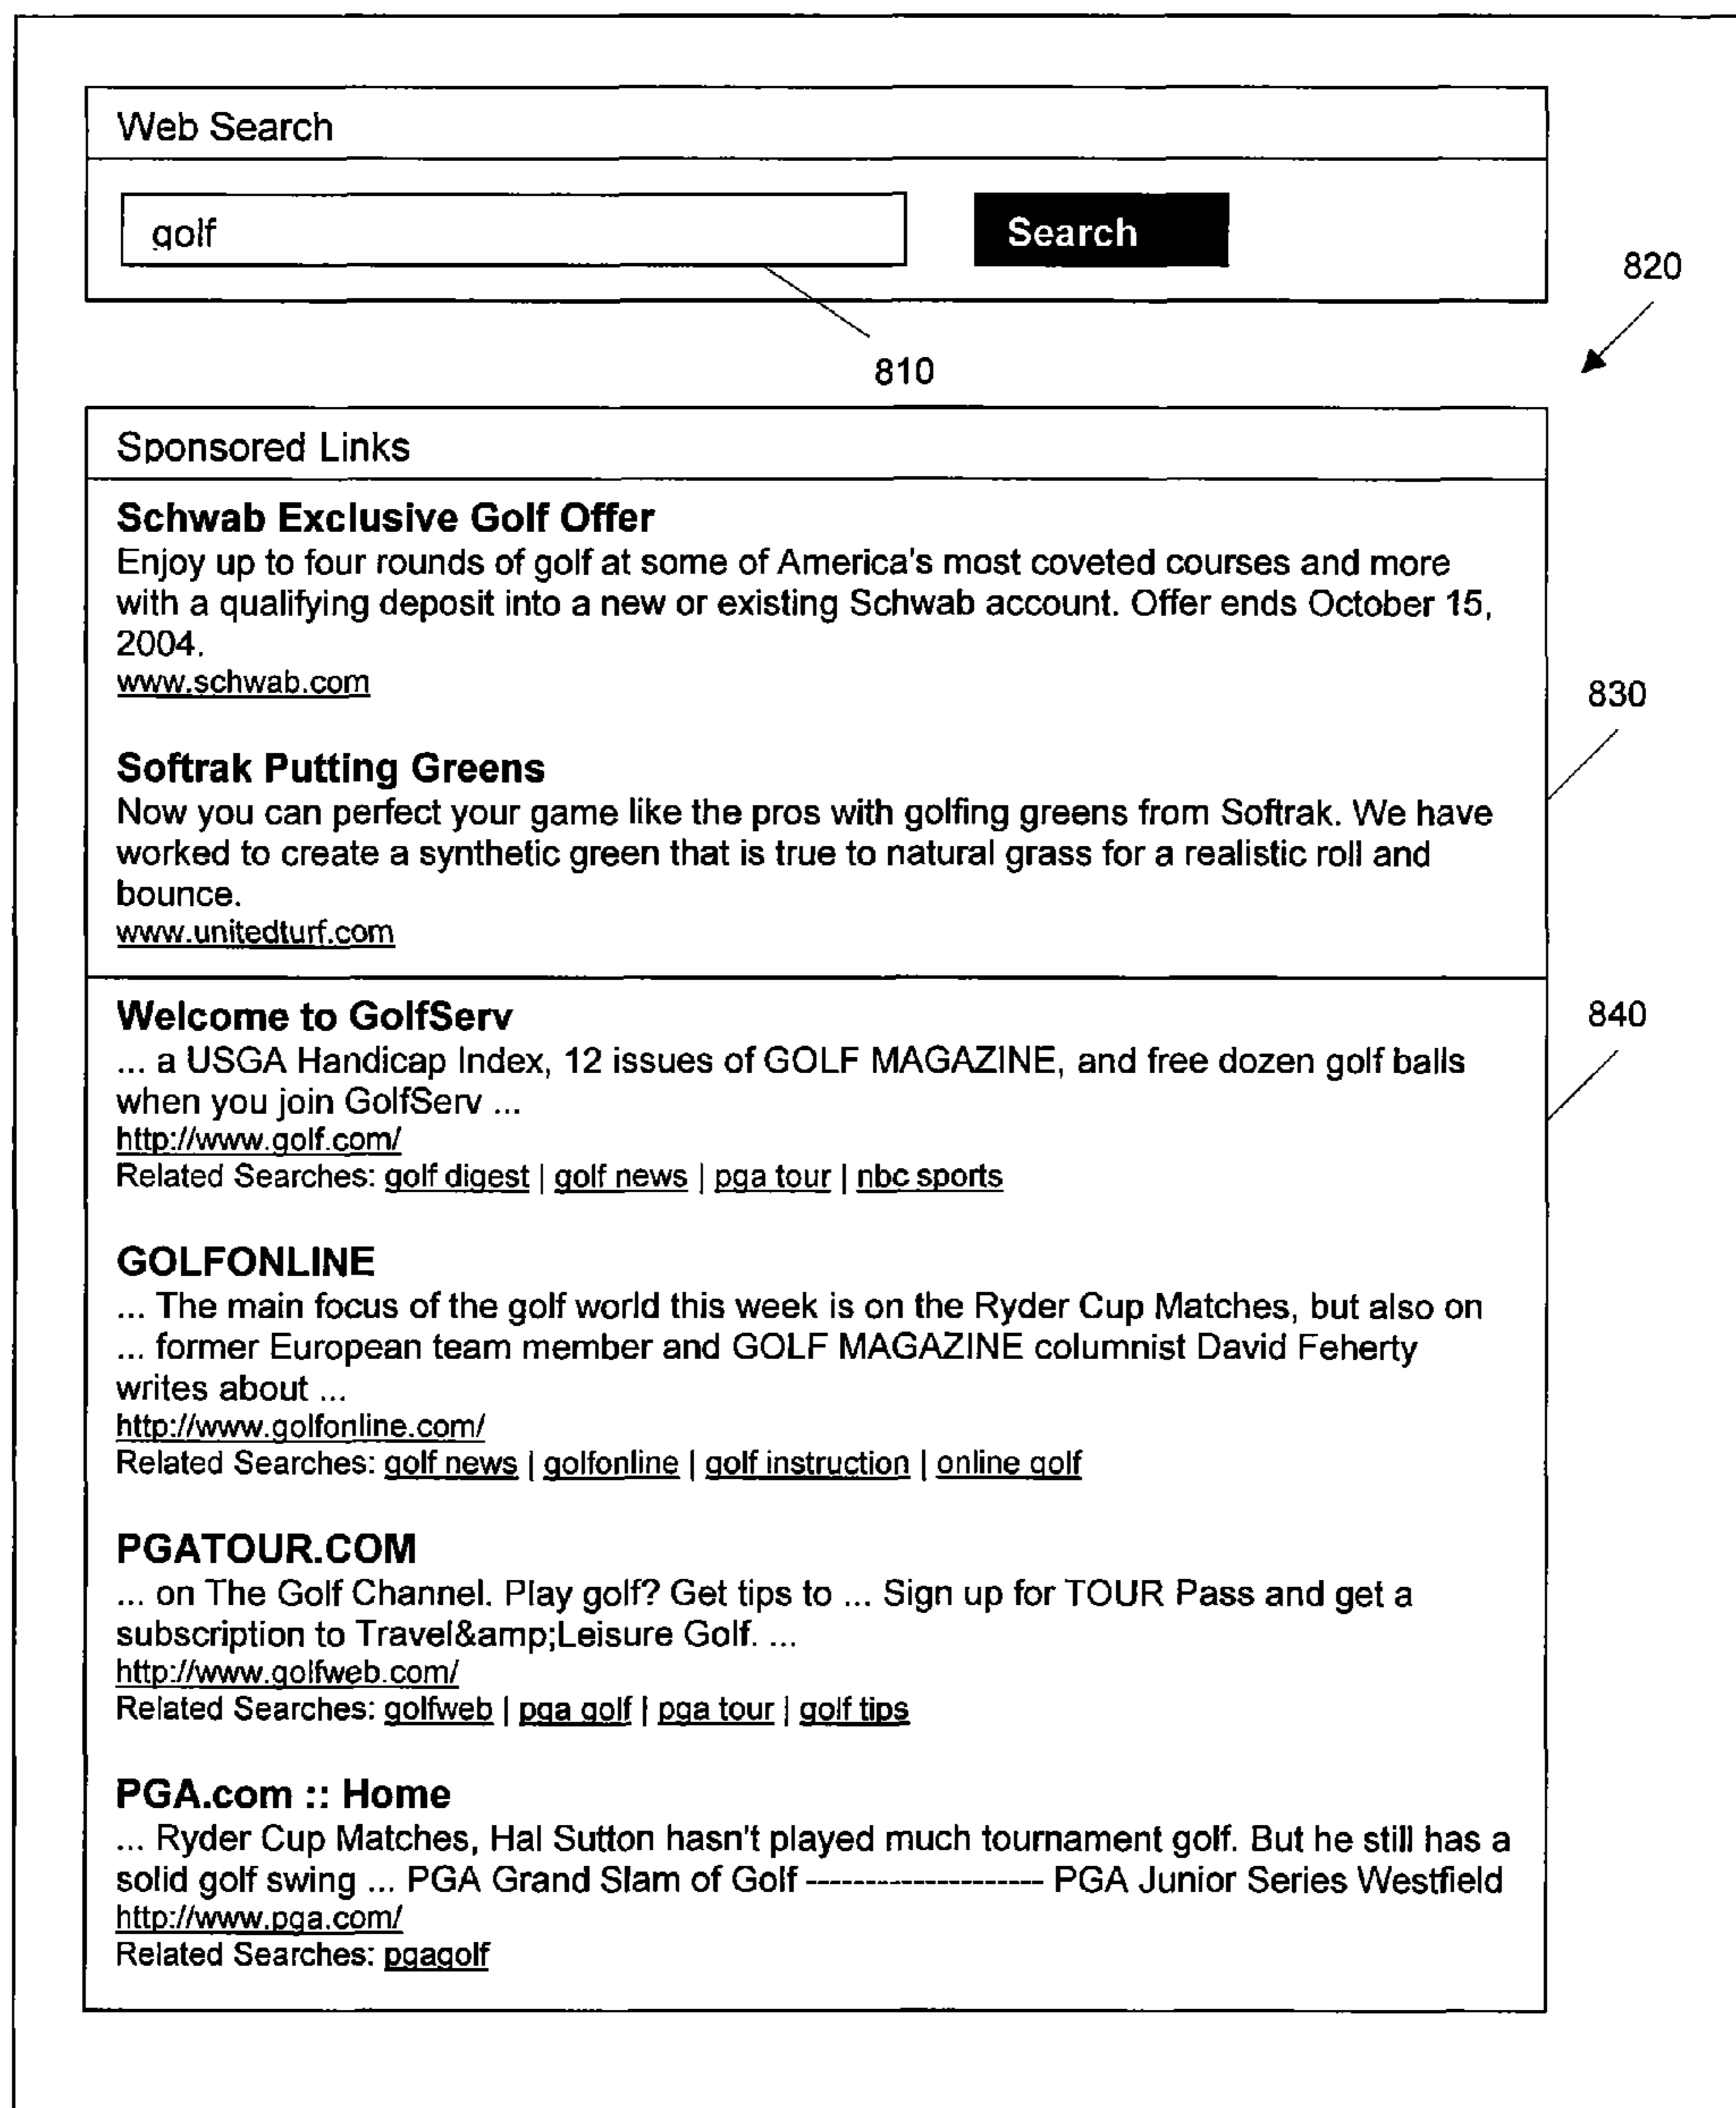 Web Search
golf
Search
820
810
Sponsored Links
Schwab Exclusive Golf Offer
Enjoy up to four rounds of golf at some of America's most coveted courses and more
with a qualifying deposit into a new or existing Schwab account. Offer ends October 15,
2004.
www.schwab.com
830
Softrak Putting Greens
Now you can perfect your game like the pros with golfing greens from Softrak. We have
worked to create a synthetic green that is true to natural grass for a realistic roll and
bounce.
www.unitedturf.com
Welcome to GolfServ
840
... a USGA Handicap Index, 12 issues of GOLF MAGAZINE, and free dozen golf balls
when you join GolfServ ...
http://www.golf.com/
Related Searches: golf digest | golf news | pga tour | nbc sports
GOLFONLINE
... The main focus of the golf world this week is on the Ryder Cup Matches, but also on
... former European team member and GOLF MAGAZINE columnist David Feherty
writes about ...
http://www.golfonline.com/
Related Searches: golf news | golfonline | golf instruction | online golf
PGATOUR.COM
... on The Golf Channel. Play golf? Get tips to ... Sign up for TOUR Pass and get a
subscription to Travel&amp;Leisure Golf. ...
http://www.golfweb.com/
Related Searches: golfweb | pga golf | pga tour | golf tips
PGA.com :: Home
... Ryder Cup Matches, Hal Sutton hasn't played much tournament golf. But he still has a
solid golf swing ... PGA Grand Slam of Golf -------------------- PGA Junior Series Westfield
http://www.pga.com/
Related Searches: pgagolf